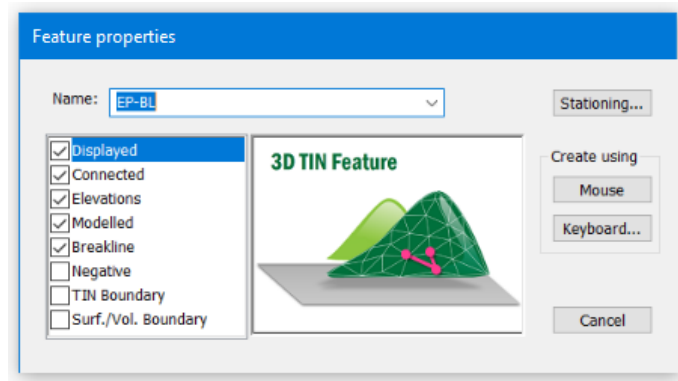 Feature properties
Name: EP-BL
Stationing...
Displayed
Connected
Elevations
Modelled
Breakline
Negative
TIN Boundary
Surf./Vol. Boundary
3D TIN Feature
Create using
Mouse
Keyboard...
Cancel